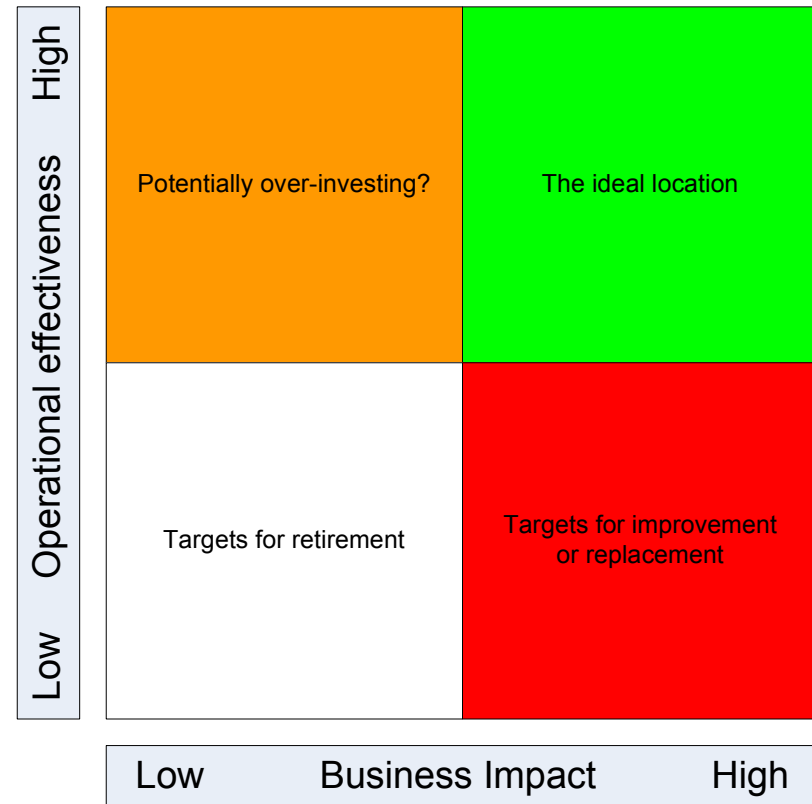 High
Operational effectiveness
Low
Potentially over-investing?
The ideal location
Targets for retirement
Targets for improvement
or replacement
Low
Business Impact
High